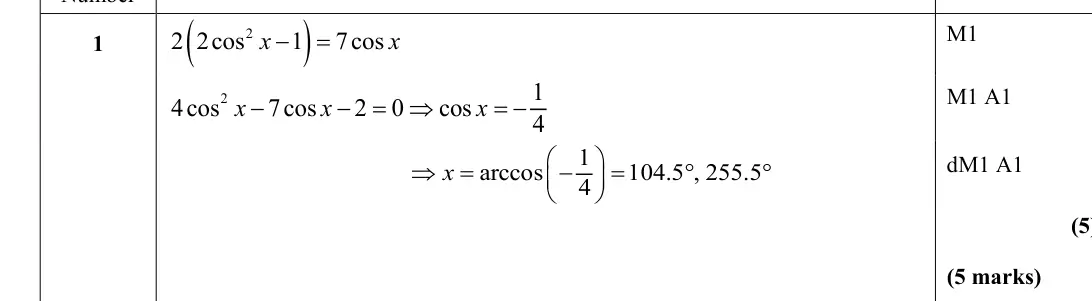 Number
1 2(2cos² x − 1) = 7cos x M1
4cos² x − 7cos x − 2 = 0 ⇒ cos x = −1/4 M1 A1
⇒ x = arccos(−1/4) = 104.5°, 255.5° dM1 A1
(5)
(5 marks)